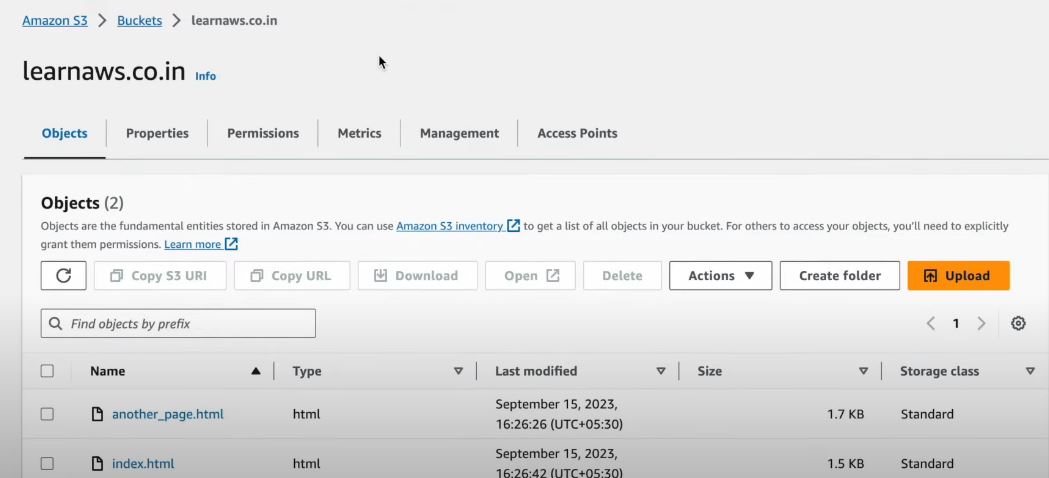 Amazon S3 > Buckets > learnaws.co.in
learnaws.co.in Info
Objects Properties Permissions Metrics Management Access Points
Objects (2)
Objects are the fundamental entities stored in Amazon S3. You can use Amazon S3 inventory to get a list of all objects in your bucket. For others to access your objects, you'll need to explicitly
grant them permissions. Learn more
Copy S3 URI Copy URL Download Open Delete Actions Create folder Upload
Find objects by prefix
1
Name Type Last modified Size Storage class
another_page.html html September 15, 2023, 1.7 KB Standard
16:26:26 (UTC+05:30)
index.html html September 15, 2023, 1.5 KB Standard
16:26:42 (UTC+05:30)